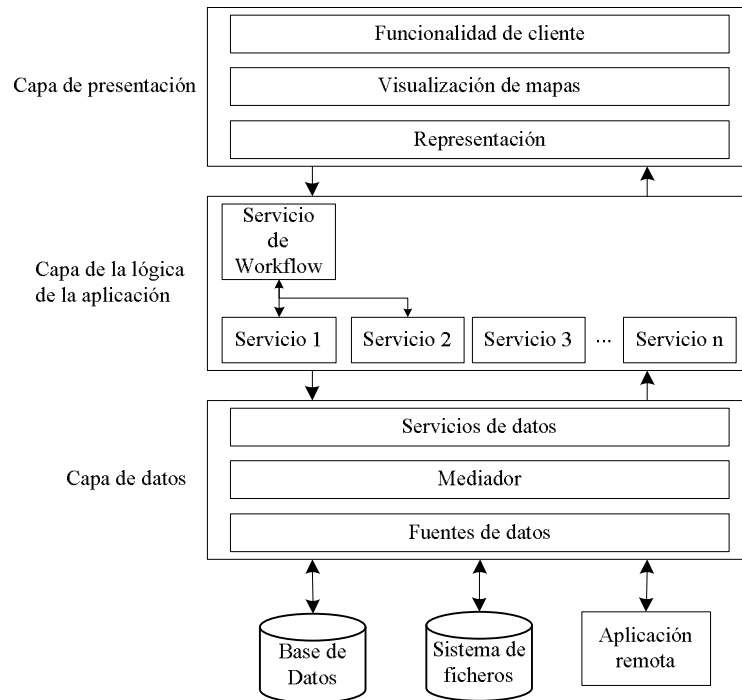 Funcionalidad de cliente
Capa de presentación
Visualización de mapas
Representación
Servicio
de
Workflow
Capa de la lógica
de la aplicación
Servicio 1
Servicio 2
Servicio 3
...
Servicio n
Servicios de datos
Capa de datos
Mediador
Fuentes de datos
Base de
Datos
Sistema de
ficheros
Aplicación
remota